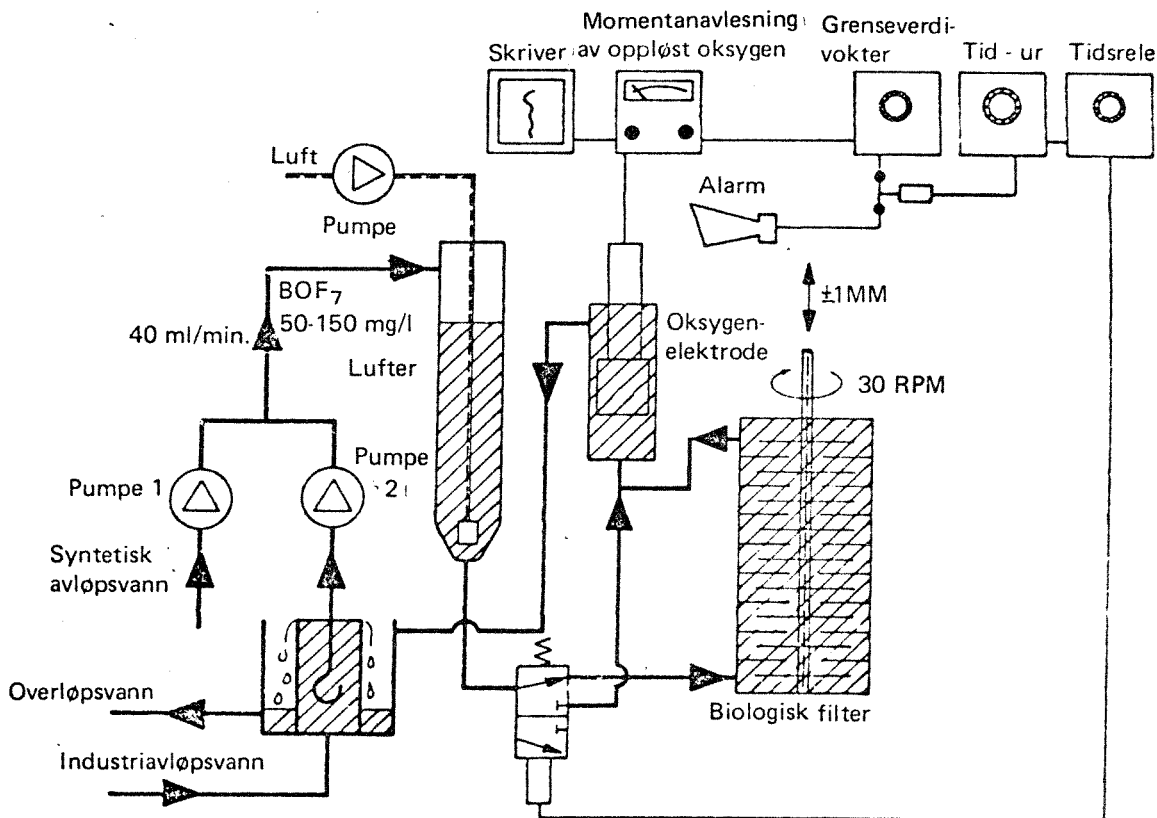 Momentanavlesning
av oppløst oksygen
Skriver
Grenseverdi-
vokter
Tid - ur
Tidsrele
Luft
Pumpe
Alarm
±1MM
BOF7
50-150 mg/l
40 ml/min.
Lufter
Oksygen-
elektrode
30 RPM
Pumpe 1
Pumpe
2
Syntetisk
avløpsvann
Overløpsvann
Biologisk filter
Industriavløpsvann